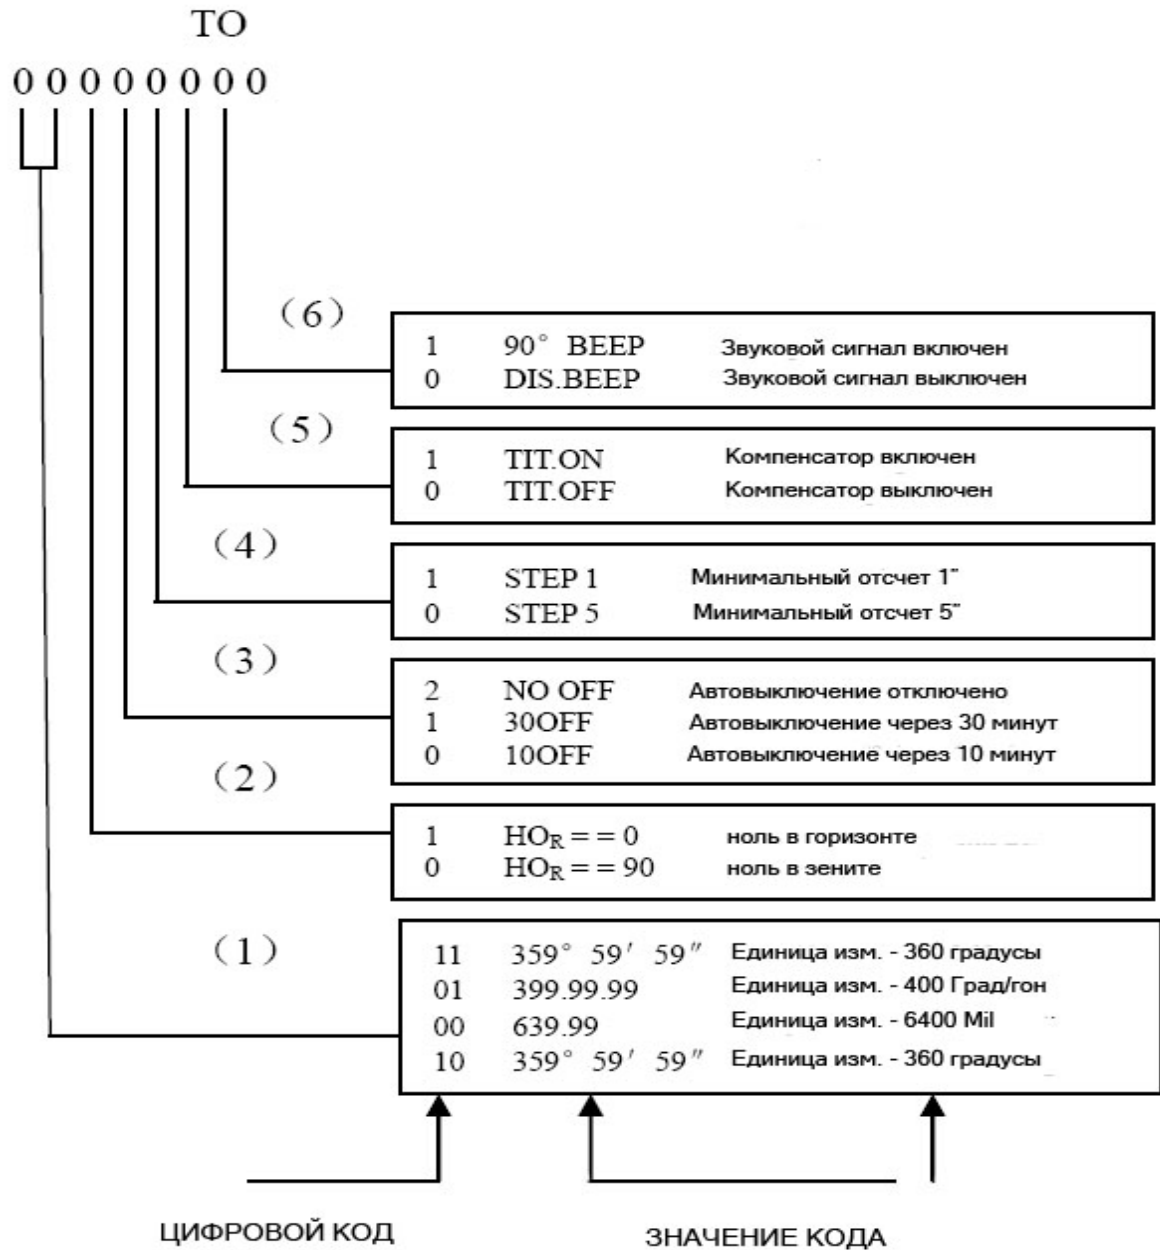 TO
0 0 0 0 0 0 0 0
(6)
1 90° BEEP Звуковой сигнал включен
0 DIS.BEEP Звуковой сигнал выключен
(5)
1 TIT.ON Компенсатор включен
0 TIT.OFF Компенсатор выключен
(4)
1 STEP 1 Минимальный отсчет 1"
0 STEP 5 Минимальный отсчет 5"
(3)
2 NO OFF Автовыключение отключено
1 30OFF Автовыключение через 30 минут
0 10OFF Автовыключение через 10 минут
(2)
1 HOR = = 0 ноль в горизонте
0 HOR = = 90 ноль в зените
(1)
11 359° 59′ 59″ Единица изм. - 360 градусы
01 399.99.99 Единица изм. - 400 Град/гон
00 639.99 Единица изм. - 6400 Mil
10 359° 59′ 59″ Единица изм. - 360 градусы
ЦИФРОВОЙ КОД ЗНАЧЕНИЕ КОДА